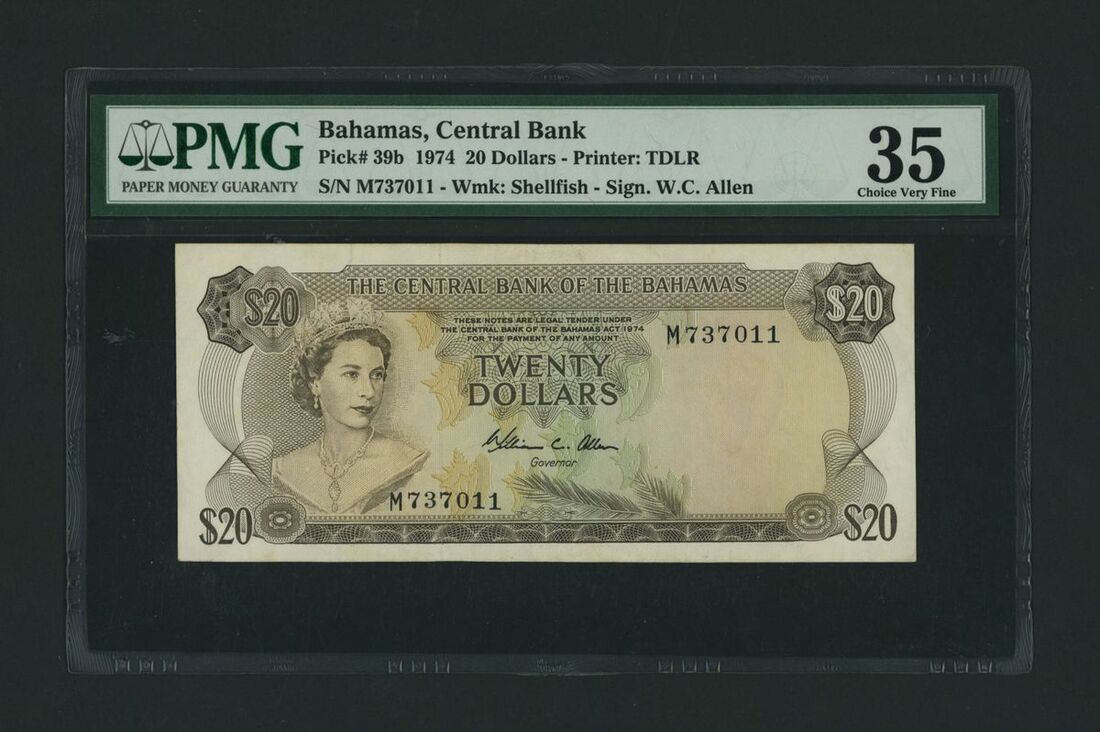 PMG
PAPER MONEY GUARANTY
Bahamas, Central Bank
Pick# 39b 1974 20 Dollars - Printer: TDLR
S/N M737011 - Wmk: Shellfish - Sign. W.C. Allen
35
Choice Very Fine
$20
THE CENTRAL BANK OF THE BAHAMAS
$20
THESE NOTES ARE LEGAL TENDER UNDER
THE CENTRAL BANK OF THE BAHAMAS ACT 1974
FOR THE PAYMENT OF ANY AMOUNT
M737011
TWENTY
DOLLARS
William C. Allen
Governor
M737011
$20
$20